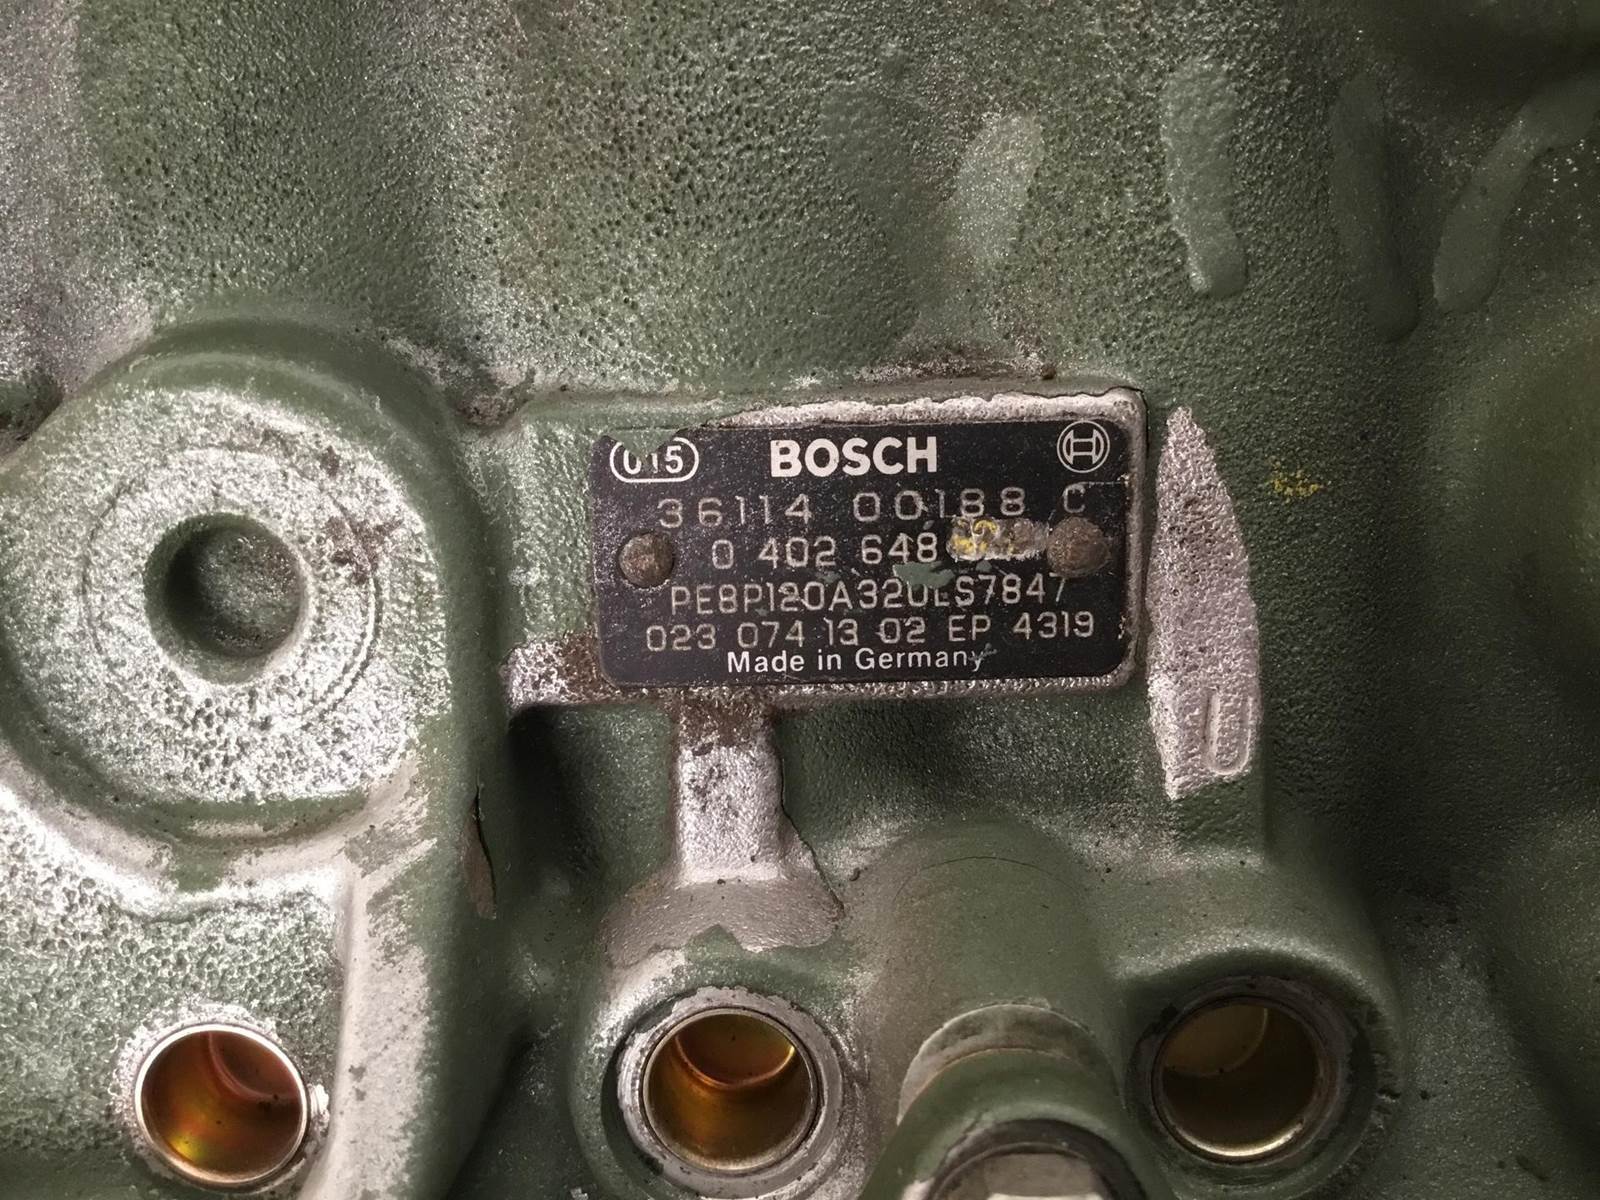 015 BOSCH
36114 00188 C
0 402 648
PE8P120A320LS7847
023 074 13 02 EP 4319
Made in Germany